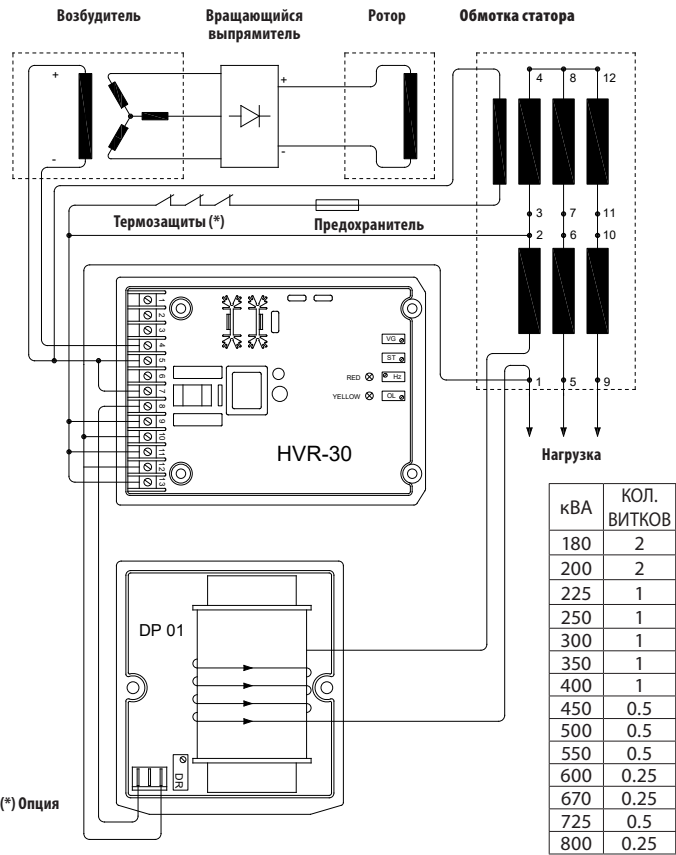 Возбудитель
Вращающийся
выпрямитель
Ротор
Обмотка статора
+
-
+
-
4 8 12
3 7 11
2 6 10
1 5 9
Термозащиты (*)
Предохранитель
Нагрузка
1
2
3
4
5
6
7
8
9
10
11
12
13
VG
ST
RED Hz
YELLOW OL
HVR-30
DP 01
DR
(*) Опция
кВА КОЛ. ВИТКОВ
180 2
200 2
225 1
250 1
300 1
350 1
400 1
450 0.5
500 0.5
550 0.5
600 0.25
670 0.25
725 0.5
800 0.25